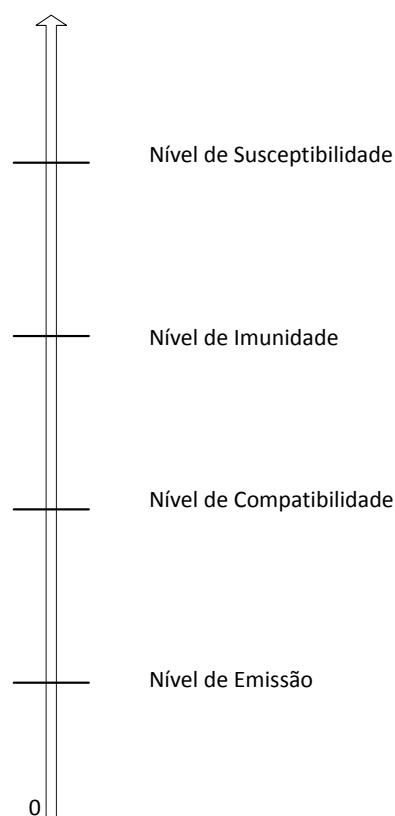 Nível de Susceptibilidade
Nível de Imunidade
Nível de Compatibilidade
Nível de Emissão
0